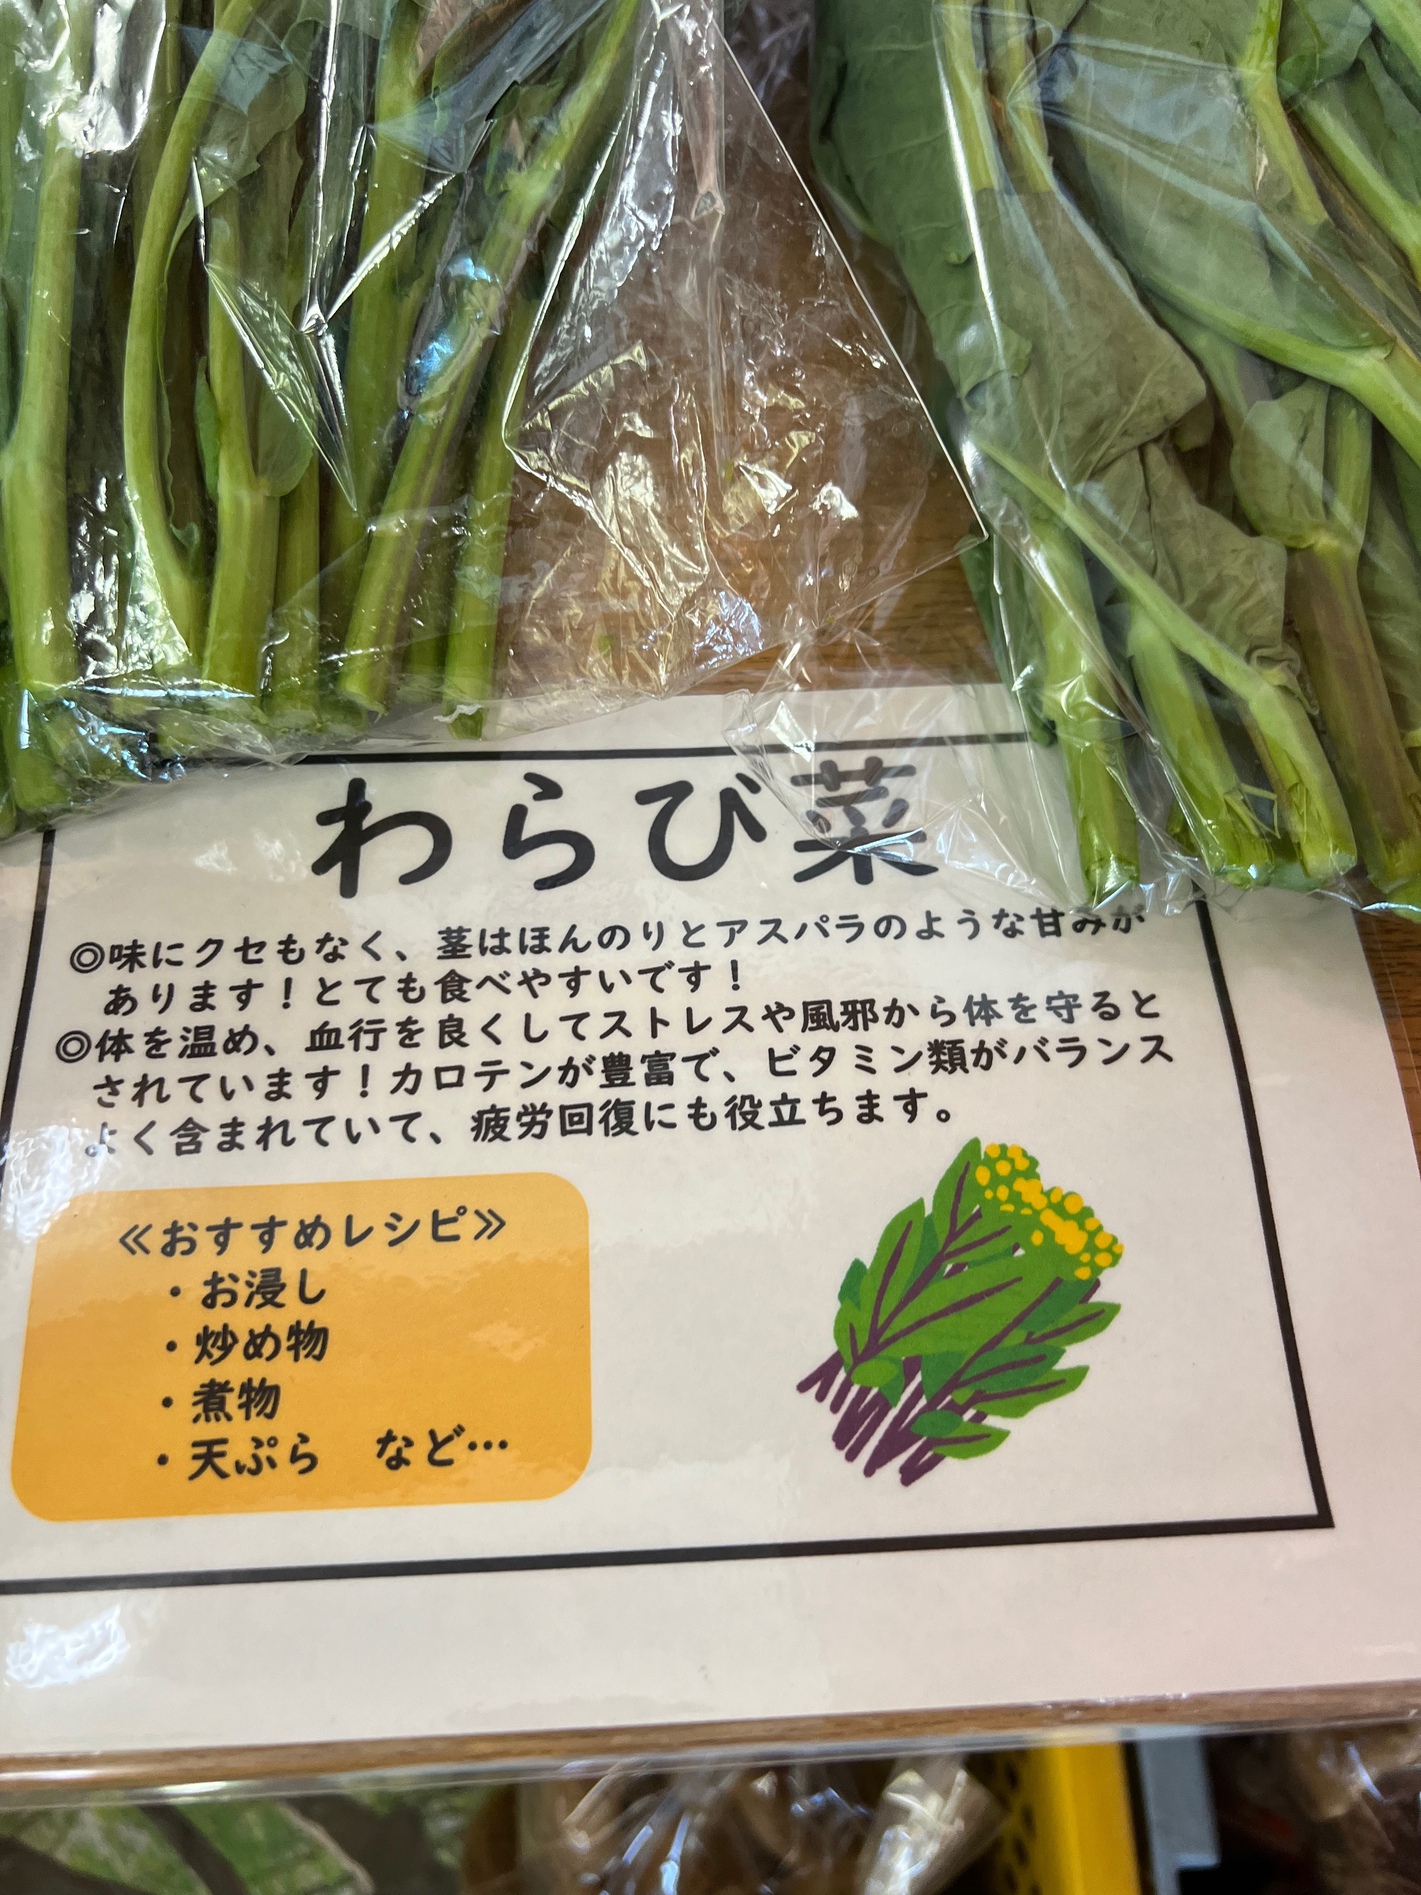 わらび菜
◎味にクセもなく、茎はほんのりとアスパラのような甘みが
あります！とても食べやすいです！
◎体を温め、血行を良くしてストレスや風邪から体を守ると
されています！カロテンが豊富で、ビタミン類がバランス
よく含まれていて、疲労回復にも役立ちます。
≪おすすめレシピ≫
・お浸し
・炒め物
・煮物
・天ぷら　など…